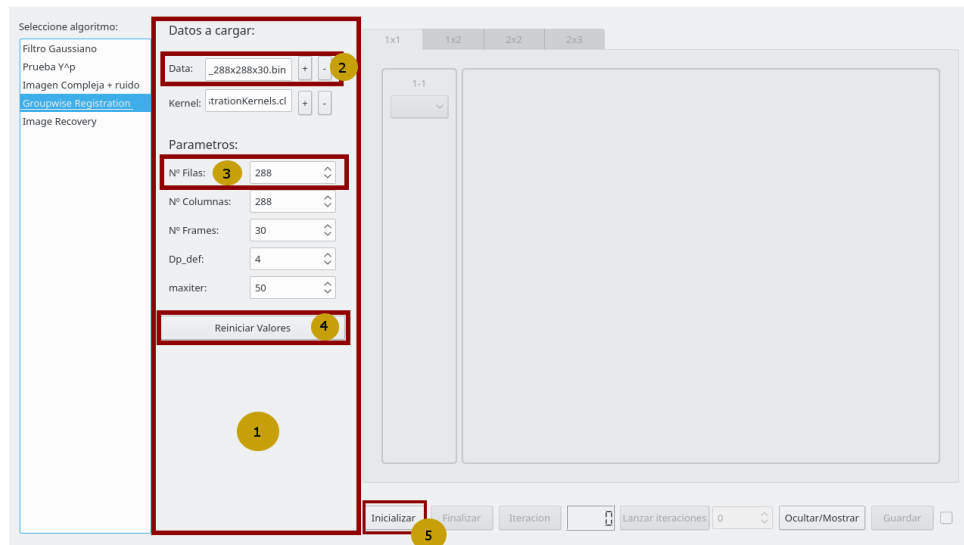 Seleccione algoritmo:
Filtro Gaussiano
Prueba Y^p
Imagen Compleja + ruido
Groupwise Registration
Image Recovery
Datos a cargar:
Data: _288x288x30.bin + - 2
Kernel: :trationKernels.cl + -
Parametros:
Nº Filas: 3 288
Nº Columnas: 288
Nº Frames: 30
Dp_def: 4
maxiter: 50
Reiniciar Valores 4
1
1x1 1x2 2x2 2x3
1-1
Inicializar Finalizar Iteracion 0 Lanzar iteraciones 0 Ocultar/Mostrar Guardar
5